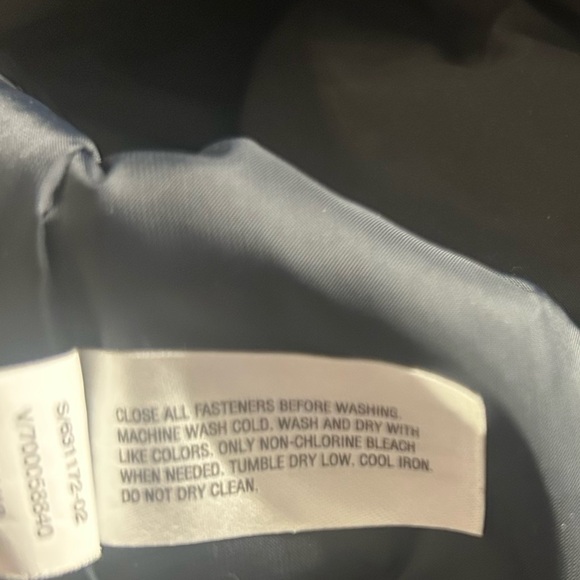 CLOSE ALL FASTENERS BEFORE WASHING.
MACHINE WASH COLD. WASH AND DRY WITH
LIKE COLORS. ONLY NON-CHLORINE BLEACH
WHEN NEEDED. TUMBLE DRY LOW. COOL IRON.
DO NOT DRY CLEAN.
S/631172-02
V/700058840